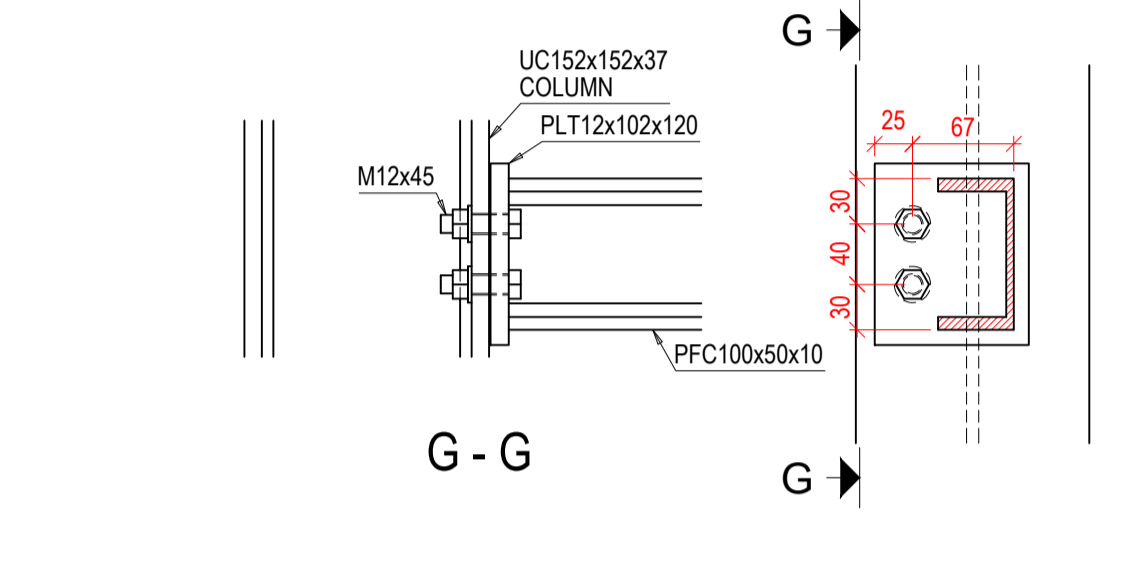 G
UC152x152x37
COLUMN
PLT12x102x120
M12x45
25
67
30
40
30
PFC100x50x10
G - G
G